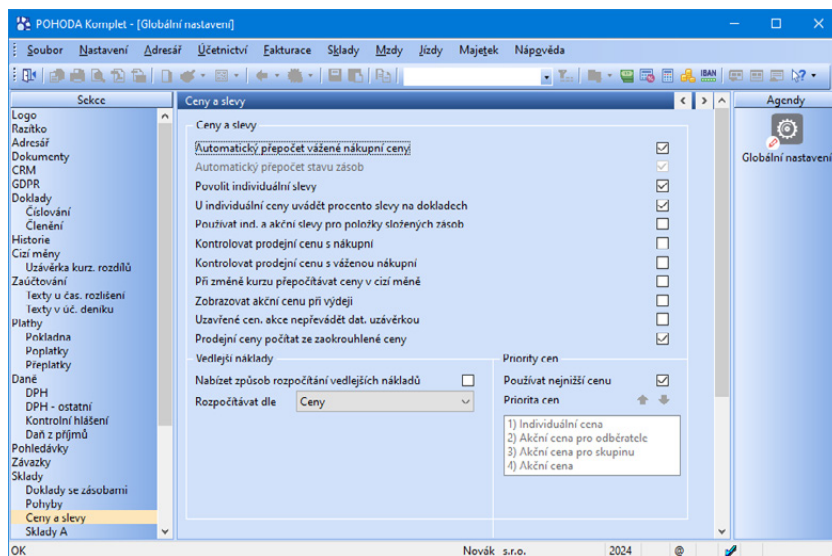 POHODA Komplet - [Globální nastavení]
Soubor Nastavení Adresář Účetnictví Fakturace Sklady Mzdy Jízdy Majetek Nápověda
IBAN
Sekce
Logo
Razítko
Adresář
Dokumenty
CRM
GDPR
Doklady
Číslování
Členění
Historie
Cizí měny
Uzávěrka kurz. rozdílů
Zaúčtování
Texty u čas. rozlišení
Texty v úč. deníku
Platby
Pokladna
Poplatky
Přeplatky
Daně
DPH
DPH - ostatní
Kontrolní hlášení
Daň z příjmů
Pohledávky
Závazky
Sklady
Doklady se zásobami
Pohyby
Ceny a slevy
Sklady A
Ceny a slevy
Ceny a slevy
Automatický přepočet vážené nákupní ceny
Automatický přepočet stavu zásob
Povolit individuální slevy
U individuální ceny uvádět procento slevy na dokladech
Používat ind. a akční slevy pro položky složených zásob
Kontrolovat prodejní cenu s nákupní
Kontrolovat prodejní cenu s váženou nákupní
Při změně kurzu přepočítávat ceny v cizí měně
Zobrazovat akční cenu při výdeji
Uzavřené cen. akce nepřevádět dat. uzávěrkou
Prodejní ceny počítat ze zaokrouhlené ceny
Vedlejší náklady
Nabízet způsob rozpočítání vedlejších nákladů
Rozpočítávat dle Ceny
Priority cen
Používat nejnižší cenu
Priorita cen
1) Individuální cena
2) Akční cena pro odběratele
3) Akční cena pro skupinu
4) Akční cena
Agendy
Globální nastavení
OK Novák s.r.o. 2024 @